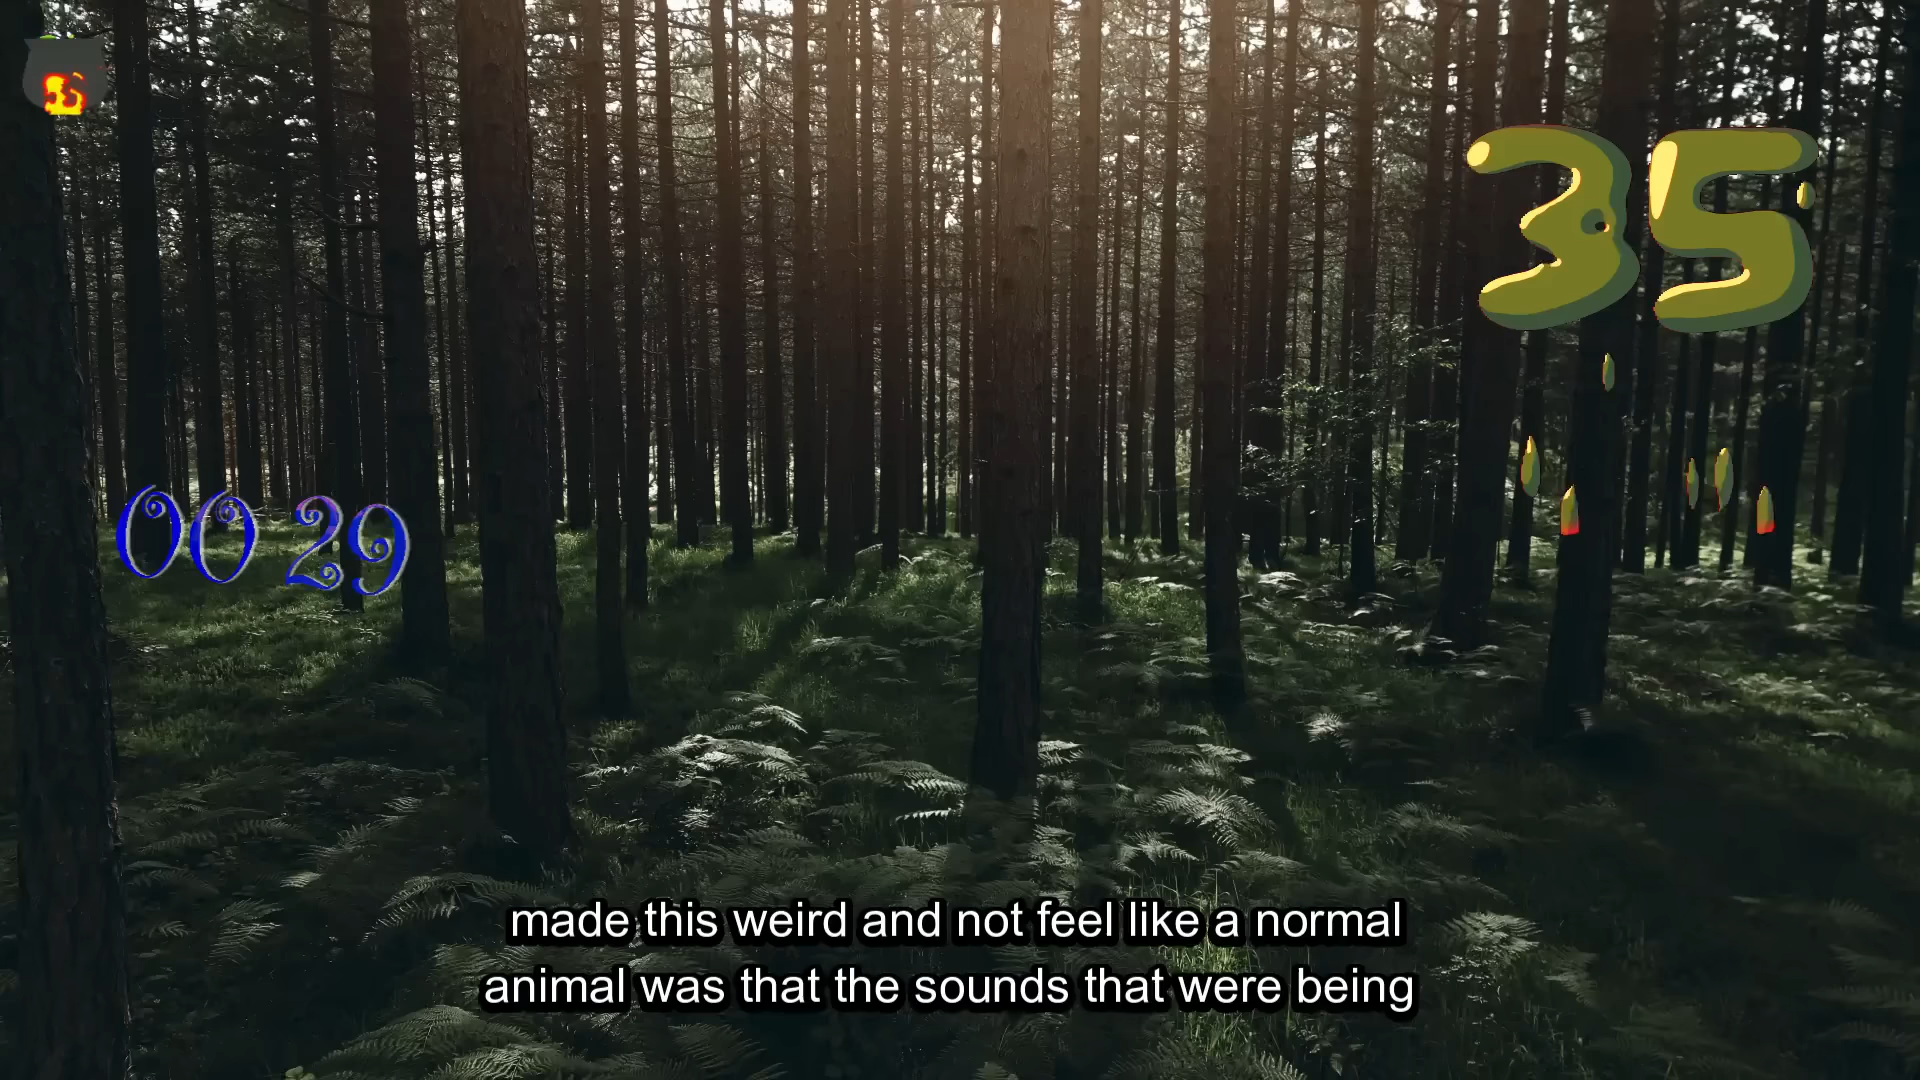 35
00 29
made this weird and not feel like a normal
animal was that the sounds that were being